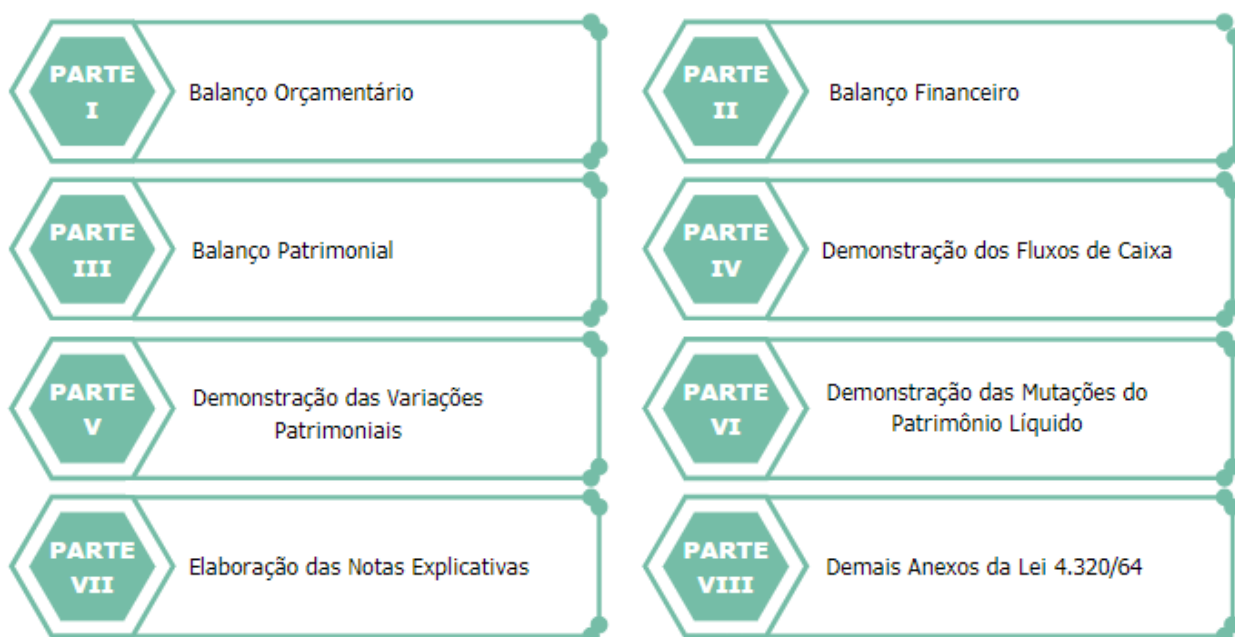 PARTE
I
Balanço Orçamentário
PARTE
II
Balanço Financeiro
PARTE
III
Balanço Patrimonial
PARTE
IV
Demonstração dos Fluxos de Caixa
PARTE
V
Demonstração das Variações
Patrimoniais
PARTE
VI
Demonstração das Mutações do
Patrimônio Líquido
PARTE
VII
Elaboração das Notas Explicativas
PARTE
VIII
Demais Anexos da Lei 4.320/64